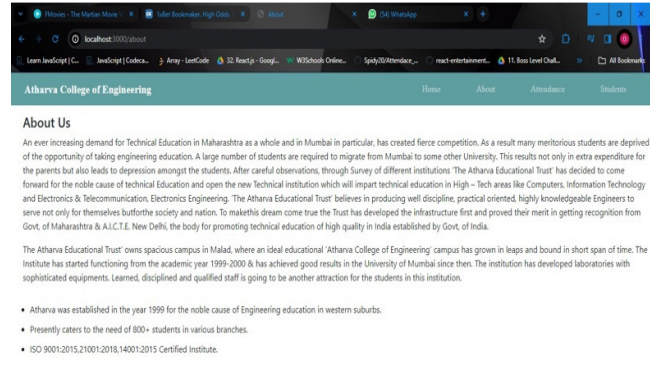 FMovies - The Martian Movie
1xBet Bookmaker. High Odds
About
(54) WhatsApp
localhost:3000/about
Learn JavaScript | C...
JavaScript | Codeca...
Array - LeetCode
32. React.js - Googl...
W3Schools Online...
Spidy20/Attendace_...
react-entertainment...
11. Boss Level Chall...
»
All Bookmarks
Atharva College of Engineering
Home
About
Attendance
Students
About Us
An ever increasing demand for Technical Education in Maharashtra as a whole and in Mumbai in particular, has created fierce competition. As a result many meritorious students are deprived
of the opportunity of taking engineering education. A large number of students are required to migrate from Mumbai to some other University. This results not only in extra expenditure for
the parents but also leads to depression amongst the students. After careful observations, through Survey of different institutions 'The Atharva Educational Trust' has decided to come
forward for the noble cause of technical Education and open the new Technical institution which will impart technical education in High – Tech areas like Computers, Information Technology
and Electronics & Telecommunication, Electronics Engineering. 'The Atharva Educational Trust' believes in producing well discipline, practical oriented, highly knowledgeable Engineers to
serve not only for themselves butforthe society and nation. To makethis dream come true the Trust has developed the infrastructure first and proved their merit in getting recognition from
Govt, of Maharashtra & A.I.C.T.E. New Delhi, the body for promoting technical education of high quality in India established by Govt, of India.
The Atharva Educational Trust' owns spacious campus in Malad, where an ideal educational 'Atharva College of Engineering' campus has grown in leaps and bound in short span of time. The
Institute has started functioning from the academic year 1999-2000 & has achieved good results in the University of Mumbai since then. The institution has developed laboratories with
sophisticated equipments. Learned, disciplined and qualified staff is going to be another attraction for the students in this institution.
• Atharva was established in the year 1999 for the noble cause of Engineering education in western suburbs.
• Presently caters to the need of 800+ students in various branches.
• ISO 9001:2015,21001:2018,14001:2015 Certified Institute.